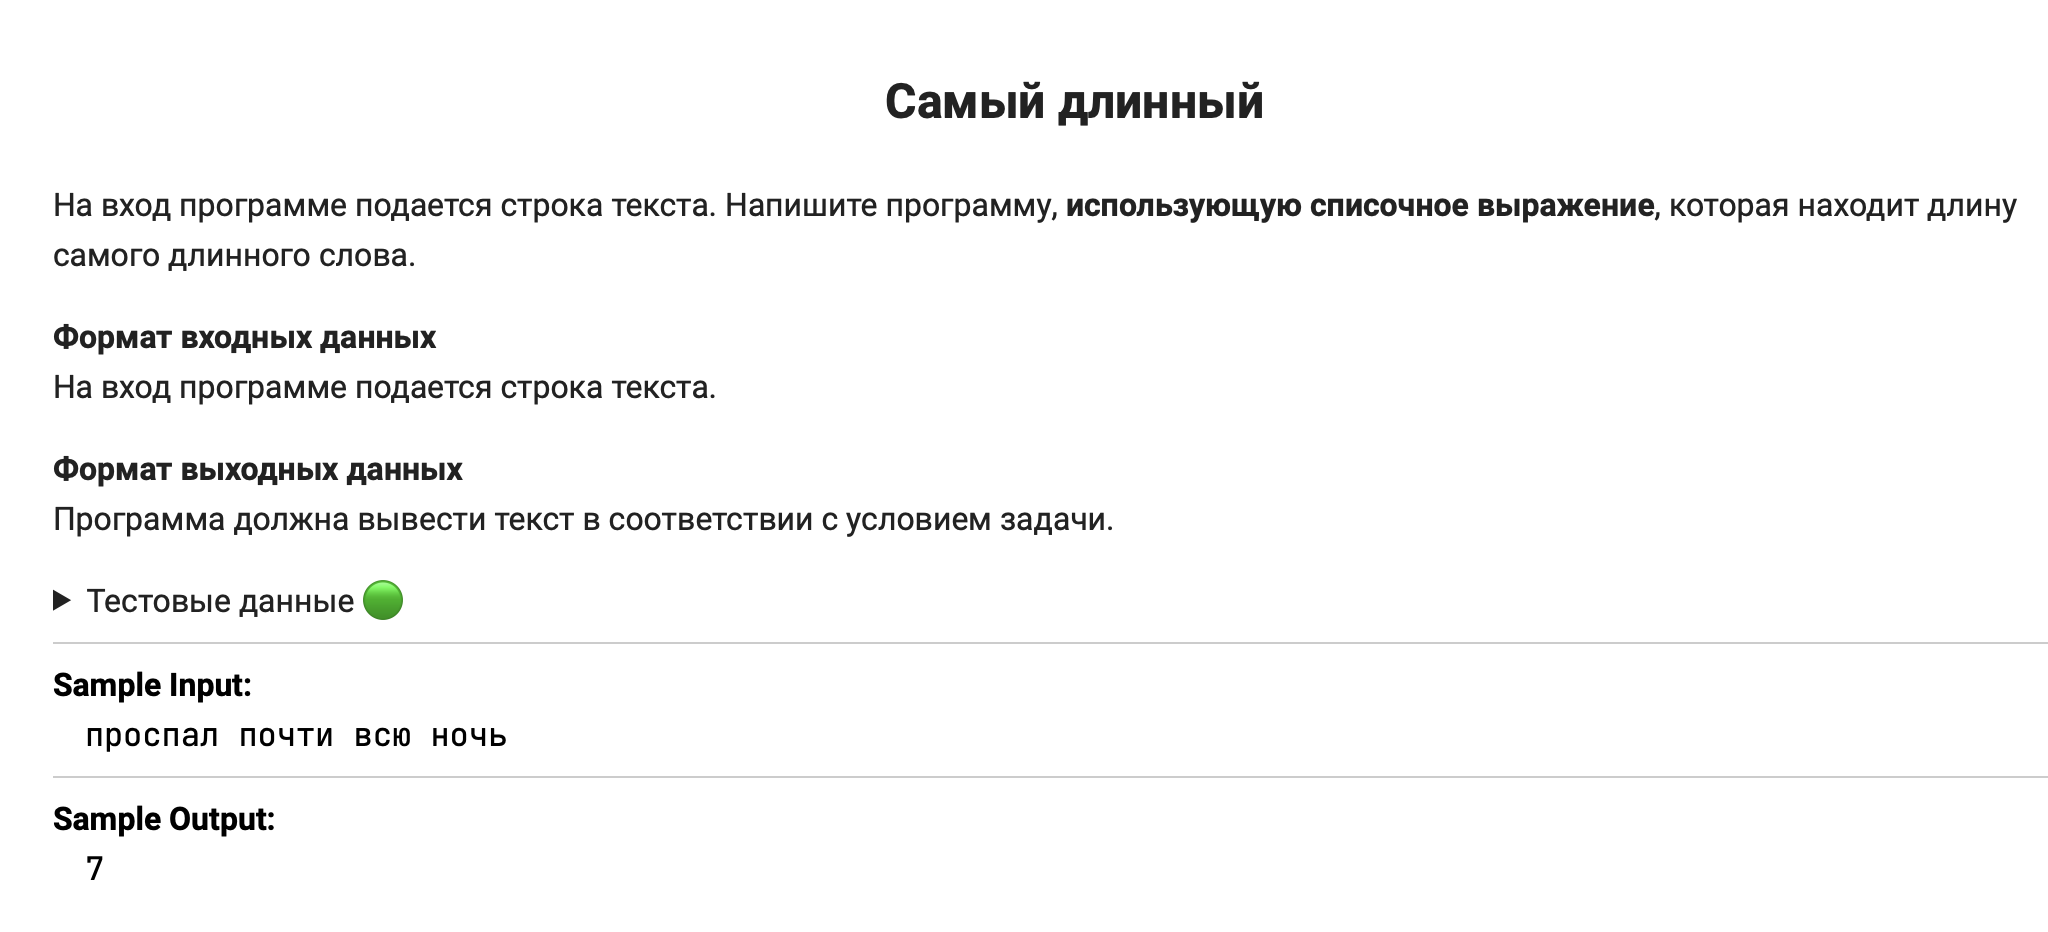 Самый длинный
На вход программе подается строка текста. Напишите программу, использующую списочное выражение, которая находит длину
самого длинного слова.
Формат входных данных
На вход программе подается строка текста.
Формат выходных данных
Программа должна вывести текст в соответствии с условием задачи.
Тестовые данные
Sample Input:
проспал почти всю ночь
Sample Output:
7